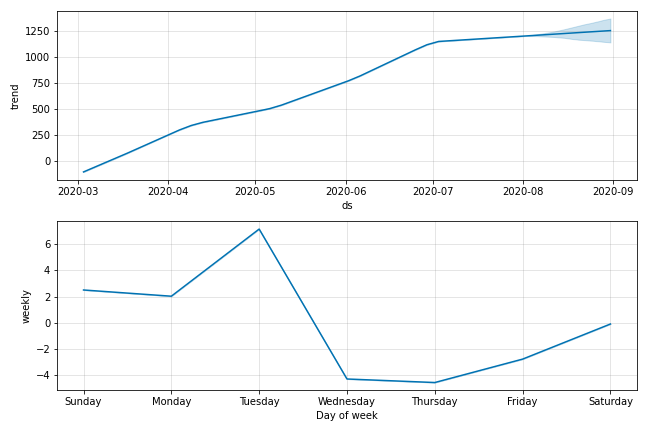 1250
1000
750
500
250
0
trend
2020-03 2020-04 2020-05 2020-06 2020-07 2020-08 2020-09
ds
6
4
2
0
−2
−4
weekly
Sunday Monday Tuesday Wednesday Thursday Friday Saturday
Day of week